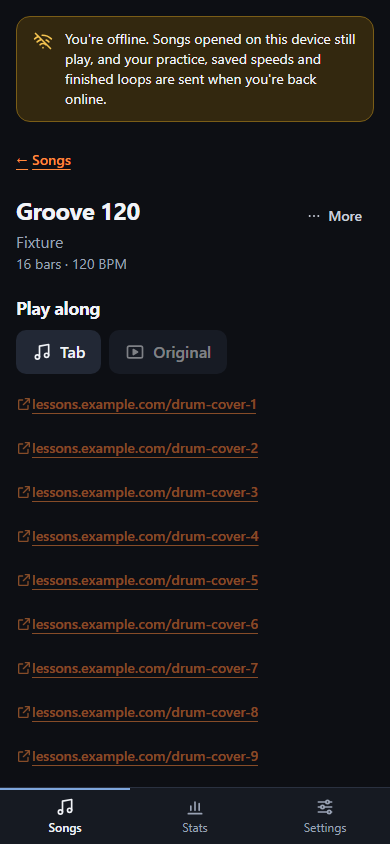 You're offline. Songs opened on this device still
play, and your practice, saved speeds and
finished loops are sent when you're back
online.
← Songs
Groove 120
··· More
Fixture
16 bars · 120 BPM
Play along
Tab
Original
lessons.example.com/drum-cover-1
lessons.example.com/drum-cover-2
lessons.example.com/drum-cover-3
lessons.example.com/drum-cover-4
lessons.example.com/drum-cover-5
lessons.example.com/drum-cover-6
lessons.example.com/drum-cover-7
lessons.example.com/drum-cover-8
lessons.example.com/drum-cover-9
Songs
Stats
Settings